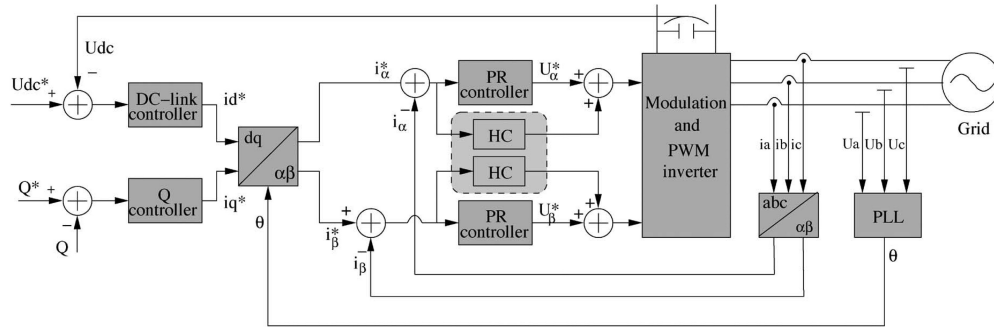 Udc
Udc*
+
−
DC−link
controller
id*
Q*
+
−
Q
Q
controller
iq*
dq
αβ
θ
i*α
iα
−
+
i*β
iβ
−
+
PR
controller
U*α
+
+
HC
HC
PR
controller
U*β
+
+
Modulation
and
PWM
inverter
ia
ib
ic
Ua
Ub
Uc
Grid
abc
αβ
PLL
θ